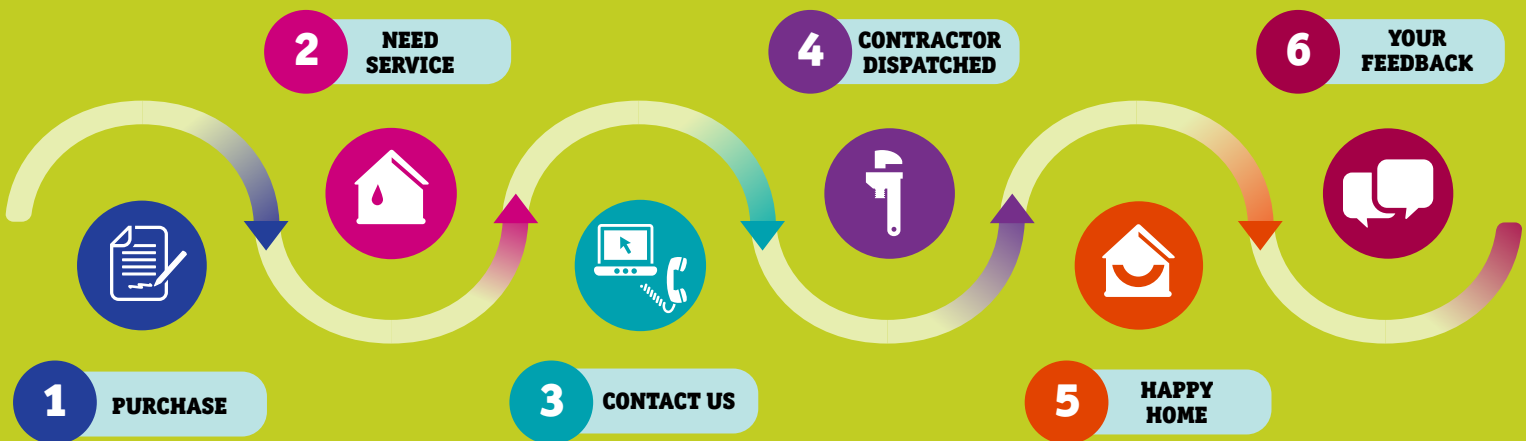 1
PURCHASE
2
NEED
SERVICE
3
CONTACT US
4
CONTRACTOR
DISPATCHED
5
HAPPY
HOME
6
YOUR
FEEDBACK